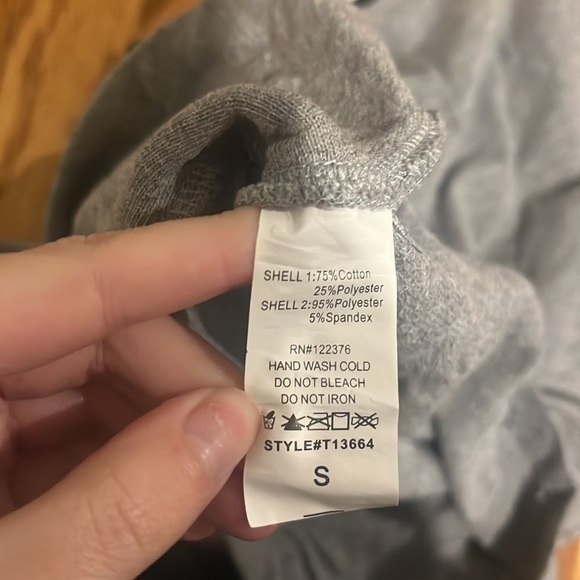 SHELL 1:75%Cotton
25%Polyester
SHELL 2:95%Polyester
5%Spandex
RN#122376
HAND WASH COLD
DO NOT BLEACH
DO NOT IRON
STYLE#T13664
S